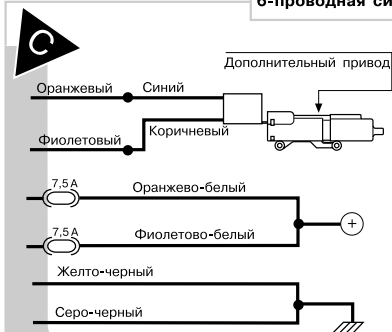 6-проводная
C
Дополнительный привод
Оранжевый Синий
Фиолетовый Коричневый
7,5 А Оранжево-белый
+
7,5 А Фиолетово-белый
Желто-черный
Серо-черный